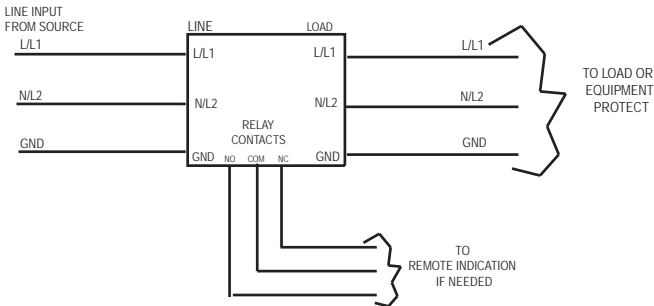 LINE INPUT
FROM SOURCE
LINE
LOAD
L/L1
L/L1
L/L1
L/L1
TO LOAD OR
EQUIPMENT
PROTECT
N/L2
N/L2
N/L2
N/L2
RELAY
CONTACTS
GND
GND
NO
COM
NC
GND
GND
TO
REMOTE INDICATION
IF NEEDED